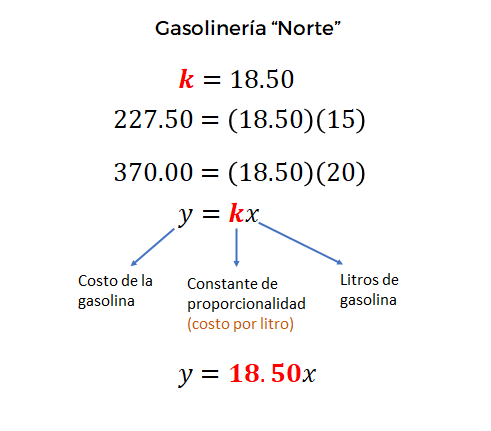 Gasolinería “Norte”
k = 18.50
227.50 = (18.50)(15)
370.00 = (18.50)(20)
y = kx
Costo de la
gasolina
Constante de
proporcionalidad
(costo por litro)
Litros de
gasolina
y = 18.50x